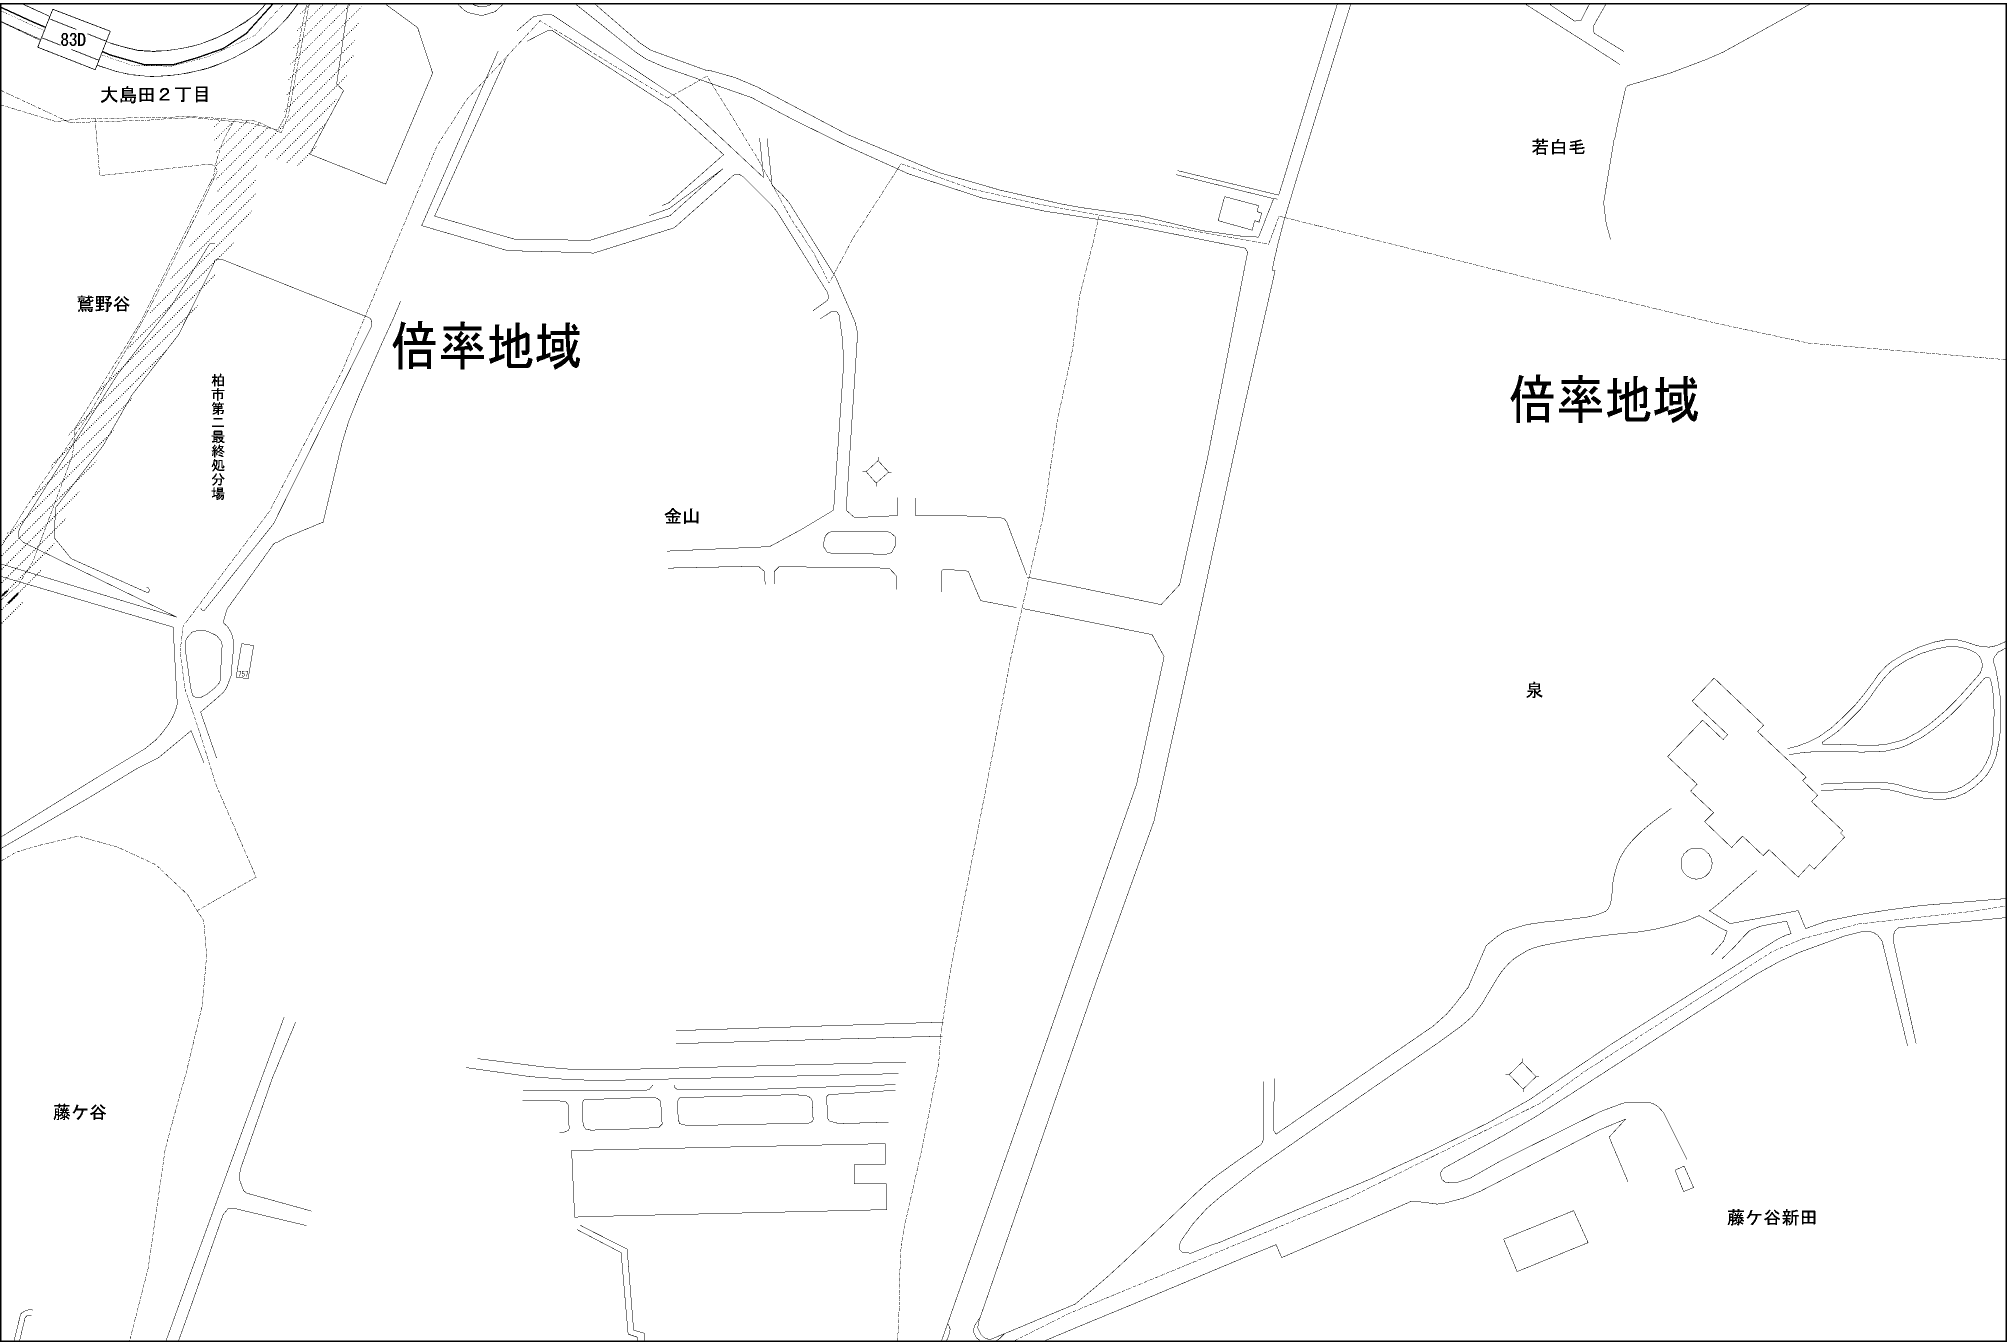 83D
大島田２丁目
若白毛
鷲野谷
倍率地域
倍率地域
柏市第二最終処分場
金山
757
泉
藤ケ谷
藤ケ谷新田